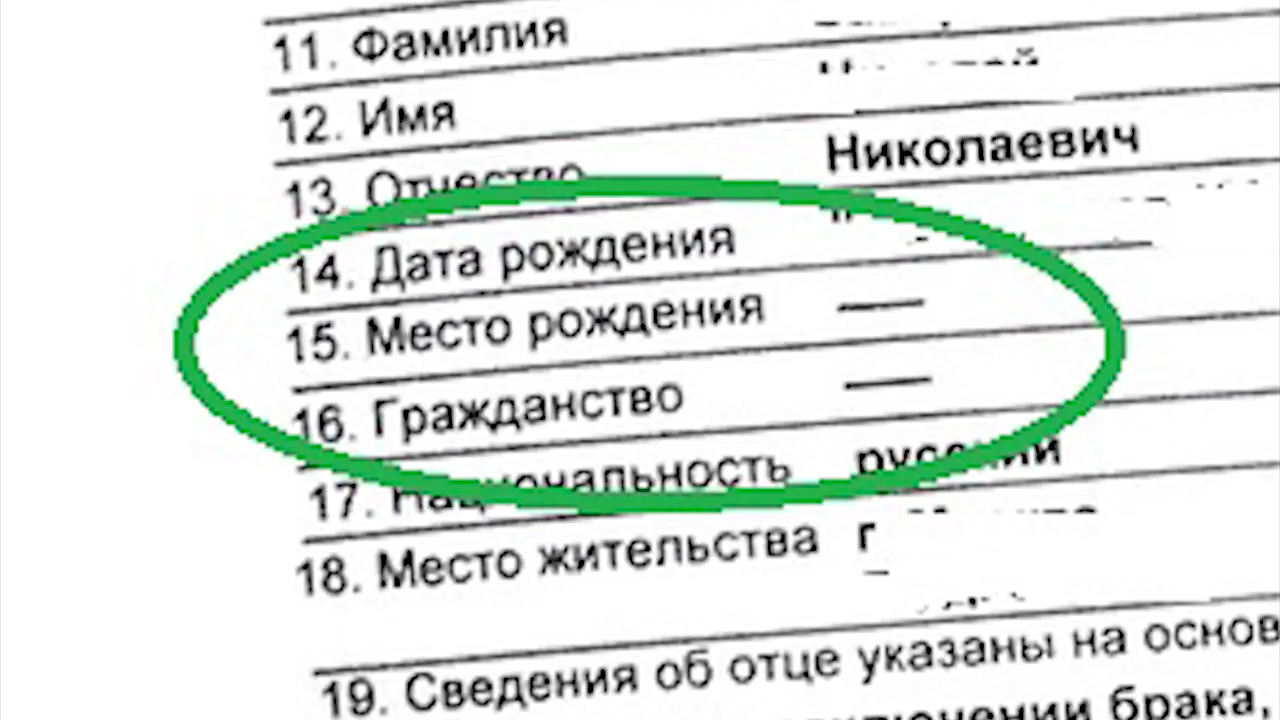 11. Фамилия
12. Имя
Николаевич
13. Отчество
14. Дата рождения
15. Место рождения —
16. Гражданство —
17. Национальность русский
18. Место жительства г
19. Сведения об отце указаны на основ
брака,